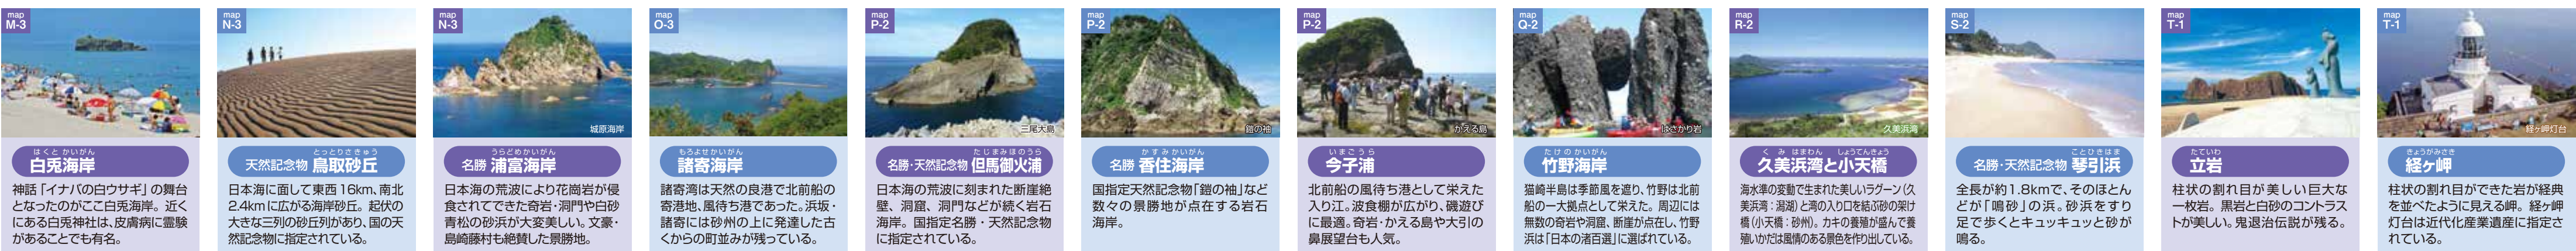 map
M-3
はくとかいがん
白兎海岸
神話「イナバの白ウサギ」の舞台
となったのがここ白兎海岸。近く
にある白兎神社は、皮膚病に霊験
があることでも有名。
map
N-3
とっとりさきゅう
天然記念物 鳥取砂丘
日本海に面して東西16km、南北
2.4kmに広がる海岸砂丘。起伏の
大きな三列の砂丘列があり、国の天
然記念物に指定されている。
map
N-3
城原海岸
うらどめかいがん
名勝 浦富海岸
日本海の荒波により花崗岩が侵
食されてできた奇岩・洞門や白砂
青松の砂浜が大変美しい。文豪・
島崎藤村も絶賛した景勝地。
map
O-3
もろよせかいがん
諸寄海岸
諸寄湾は天然の良港で北前船の
寄港地、風待ち港であった。浜坂・
諸寄には砂州の上に発達した古
くからの町並みが残っている。
map
P-2
三尾大島
たじまみほのうら
名勝・天然記念物 但馬御火浦
日本海の荒波に刻まれた断崖絶
壁、洞窟、洞門などが続く岩石
海岸。国指定名勝・天然記念物
に指定されている。
map
P-2
鎧の袖
かすみかいがん
名勝 香住海岸
国指定天然記念物「鎧の袖」など
数々の景勝地が点在する岩石
海岸。
map
P-2
かえる島
いまごうら
今子浦
北前船の風待ち港として栄えた
入り江。波食棚が広がり、磯遊び
に最適。奇岩・かえる島や大引の
鼻展望台も人気。
map
Q-2
はさかり岩
たけのかいがん
竹野海岸
猫崎半島は季節風を遮り、竹野は北前
船の一大拠点として栄えた。周辺には
無数の奇岩や洞窟、断崖が点在し、竹野
浜は「日本の渚百選」に選ばれている。
map
R-2
久美浜湾
くみはまわん しょうてんきょう
久美浜湾と小天橋
海水準の変動で生まれた美しいラグーン（久
美浜湾：潟湖）と湾の入り口を結ぶ砂の架け
橋（小天橋：砂州）。カキの養殖が盛んで養
殖いかだは風情のある景色を作り出している。
map
S-2
ことひきはま
名勝・天然記念物 琴引浜
全長が約1.8kmで、そのほとん
どが「鳴砂」の浜。砂浜をすり
足で歩くとキュッキュッと砂が
鳴る。
map
T-1
たていわ
立岩
柱状の割れ目が美しい巨大な
一枚岩。黒岩と白砂のコントラス
トが美しい。鬼退治伝説が残る。
map
T-1
経ヶ岬灯台
きょうがみさき
経ヶ岬
柱状の割れ目ができた岩が経典
を並べたように見える岬。経ヶ岬
灯台は近代化産業遺産に指定さ
れている。